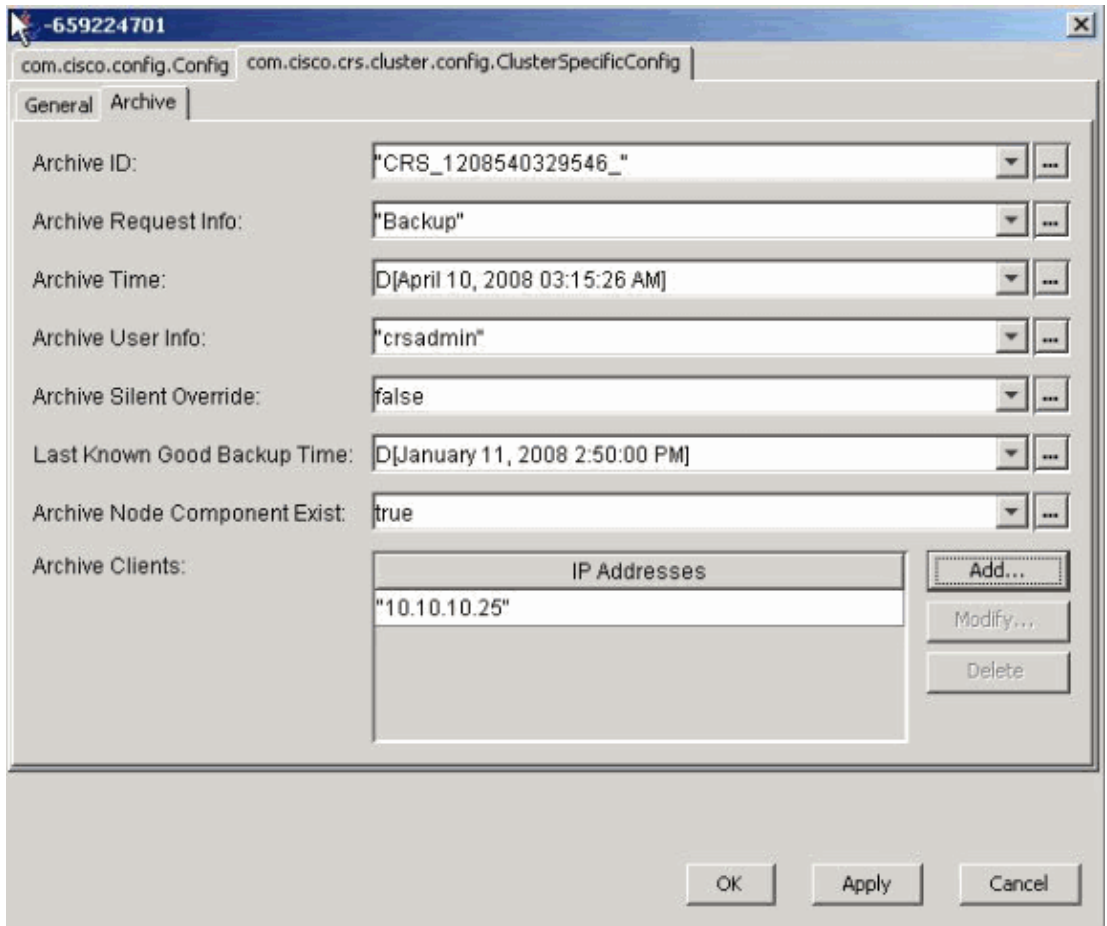 -659224701
com.cisco.config.Config com.cisco.crs.cluster.config.ClusterSpecificConfig
General Archive
Archive ID: "CRS_1208540329546_" ...
Archive Request Info: "Backup" ...
Archive Time: D[April 10, 2008 03:15:26 AM] ...
Archive User Info: "crsadmin" ...
Archive Silent Override: false ...
Last Known Good Backup Time: D[January 11, 2008 2:50:00 PM] ...
Archive Node Component Exist: true ...
Archive Clients: IP Addresses Add...
"10.10.10.25" Modify...
Delete
OK Apply Cancel